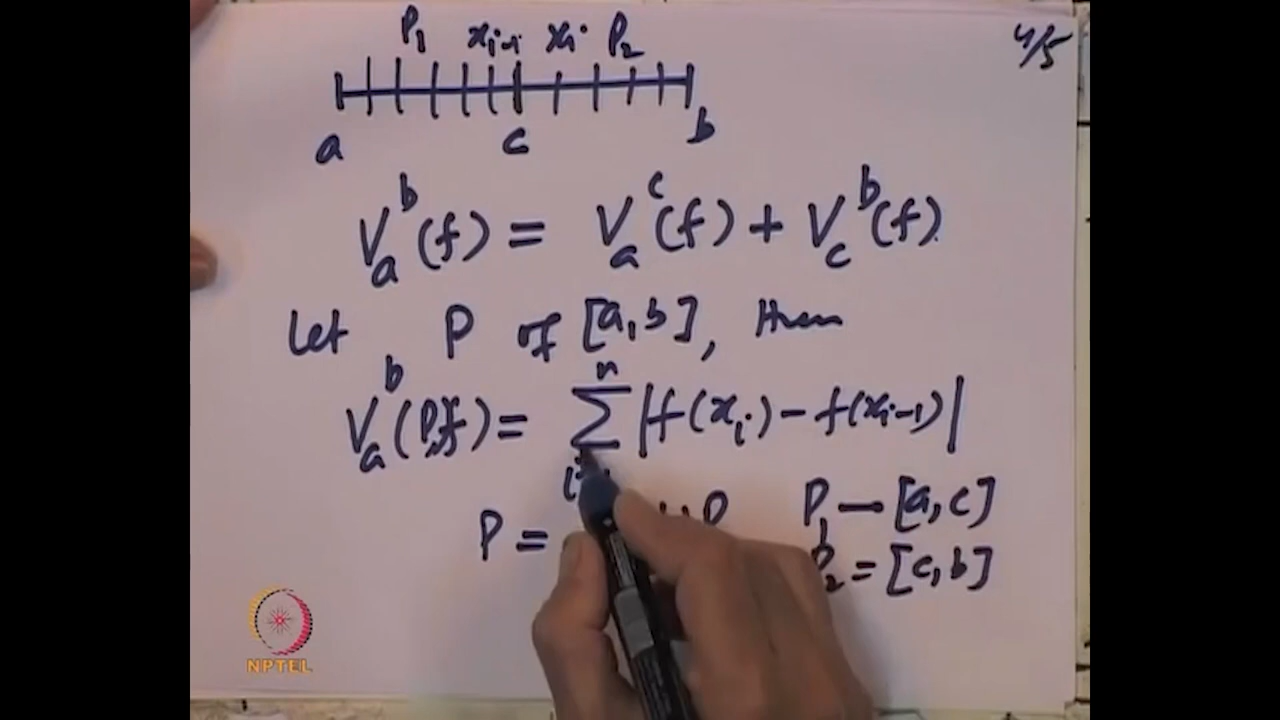 P₁ xᵢ₋₁ xᵢ P₂
4/5
a c b
V_a^b(f) = V_a^c(f) + V_c^b(f).
Let P of [a,b], then
V_a^b(P,f) = ∑_{i=1}^n |f(xᵢ) - f(xᵢ₋₁)|
P = ∪ P P₁ — [a,c]
P₂ = [c,b]
NPTEL